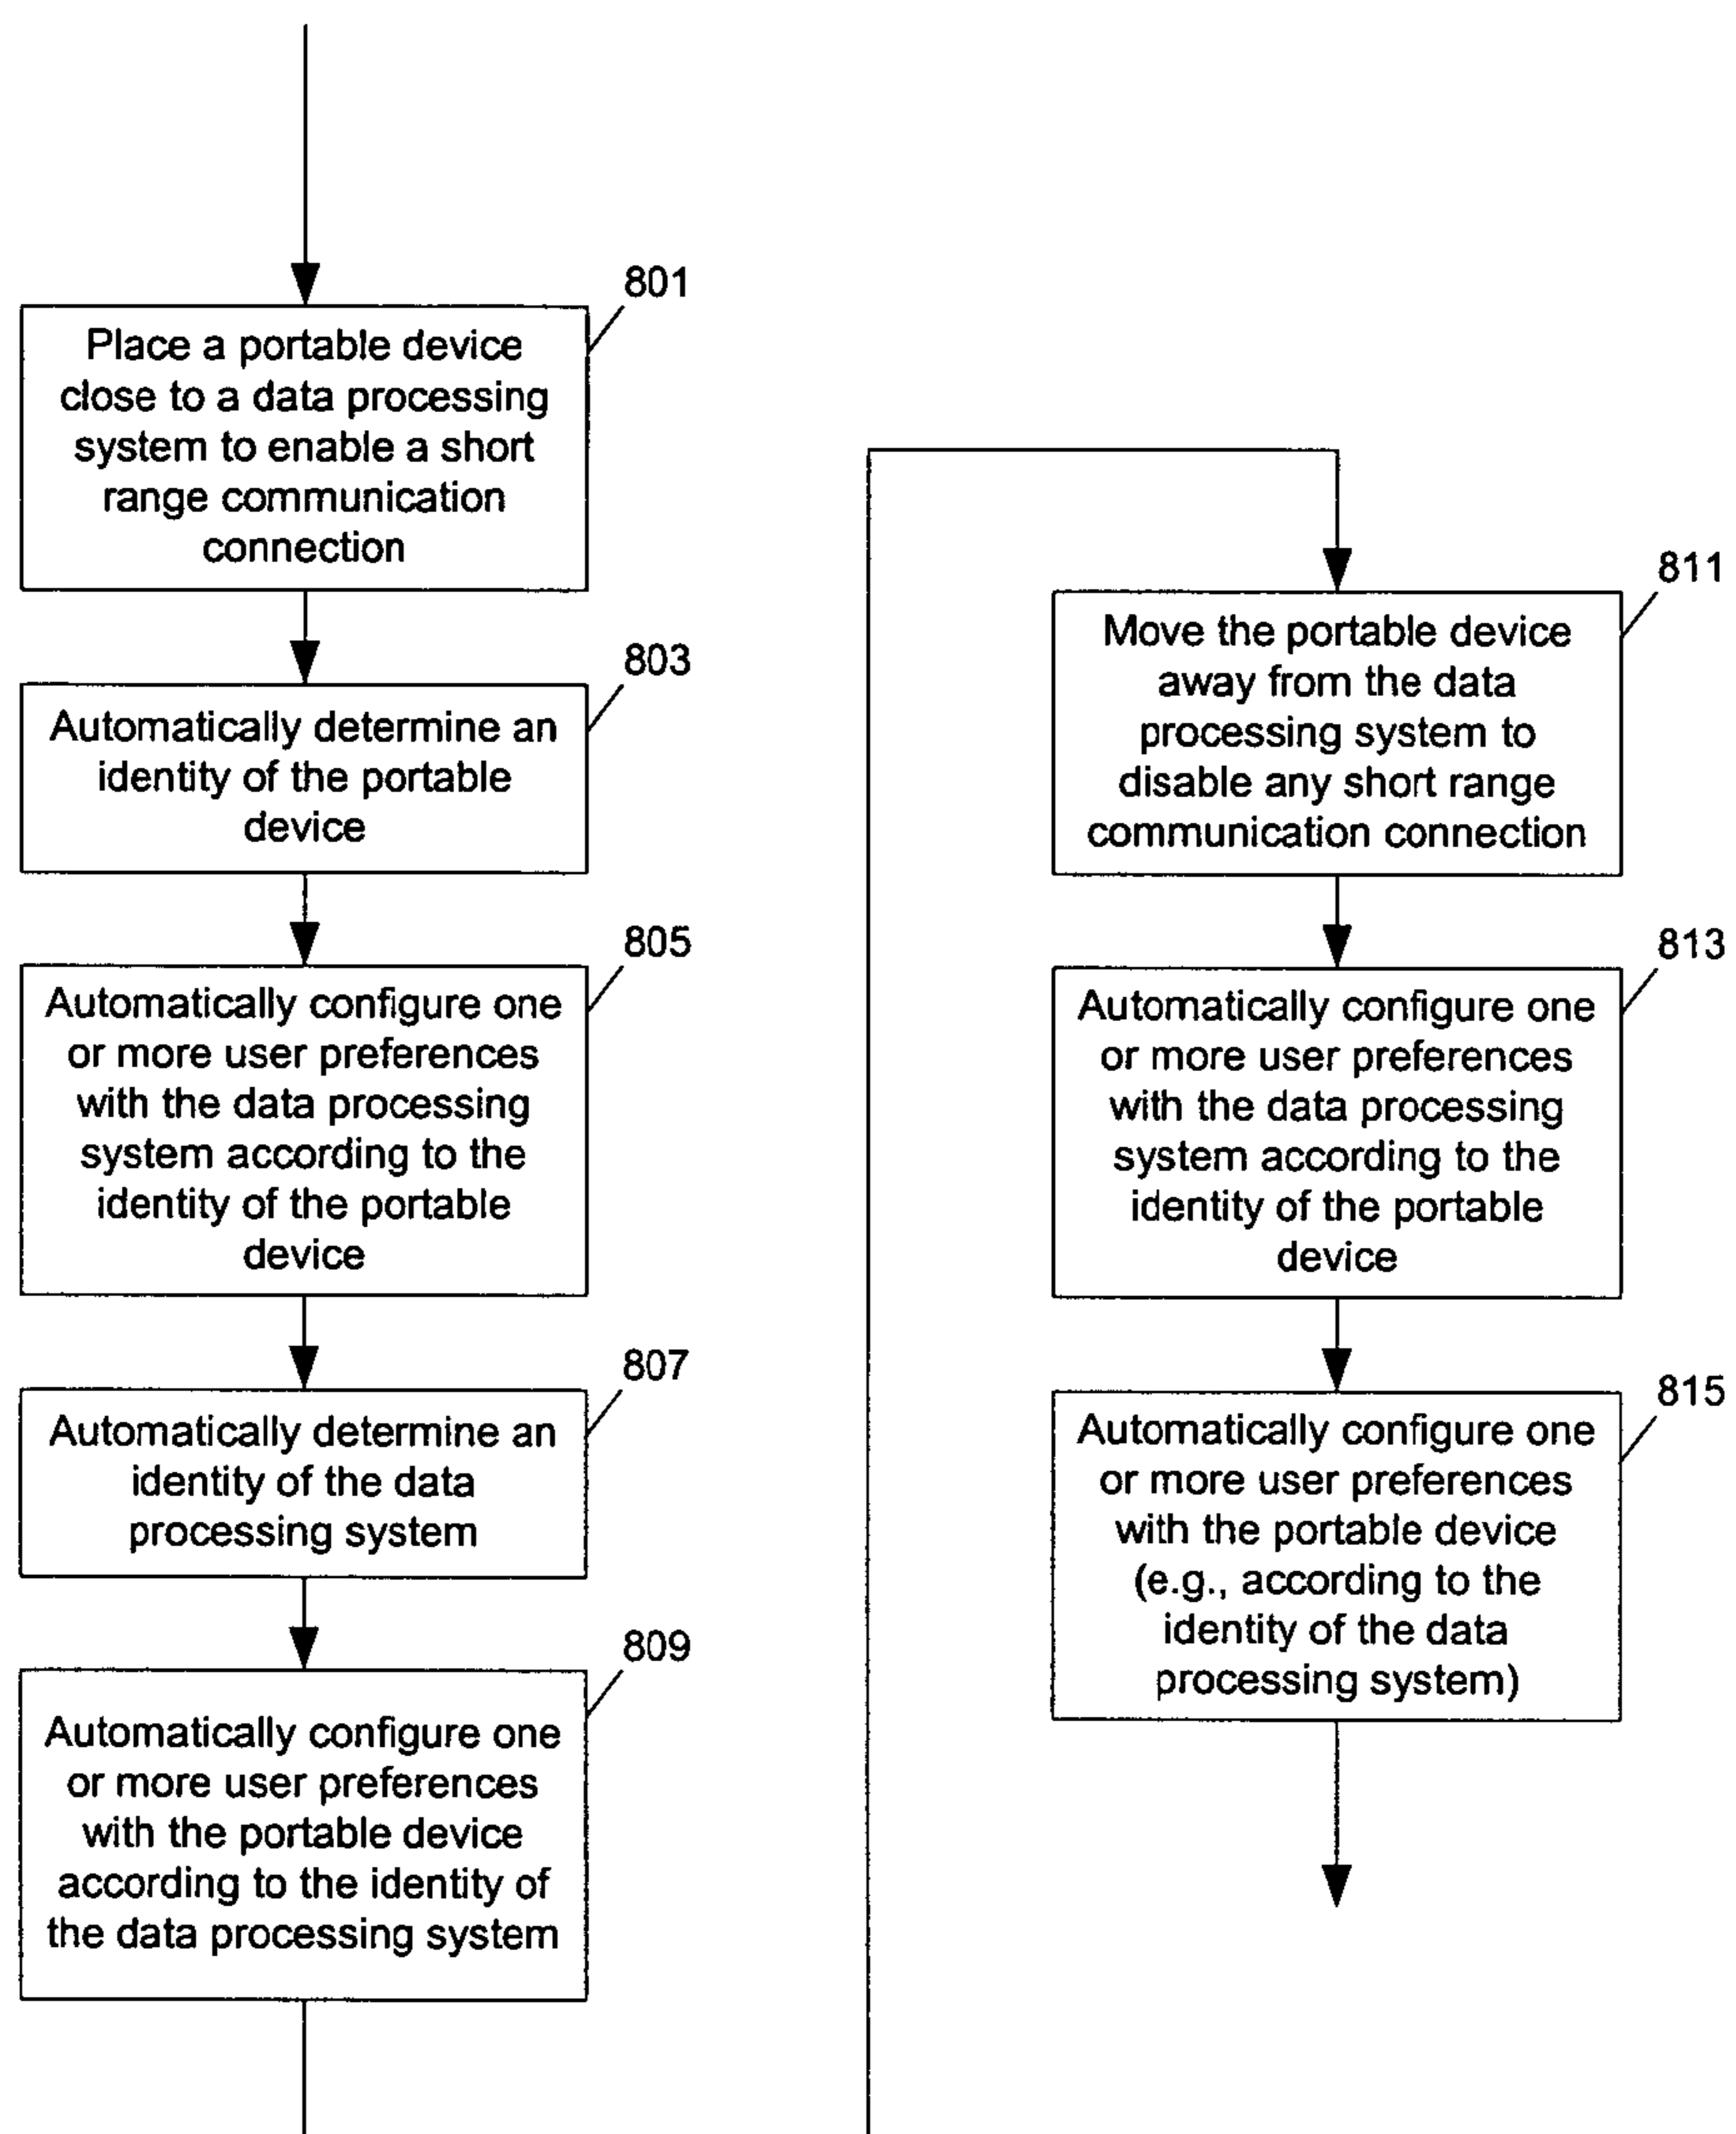 801
Place a portable device
close to a data processing
system to enable a short
range communication
connection
803
Automatically determine an
identity of the portable
device
805
Automatically configure one
or more user preferences
with the data processing
system according to the
identity of the portable
device
807
Automatically determine an
identity of the data
processing system
809
Automatically configure one
or more user preferences
with the portable device
according to the identity of
the data processing system
811
Move the portable device
away from the data
processing system to
disable any short range
communication connection
813
Automatically configure one
or more user preferences
with the data processing
system according to the
identity of the portable
device
815
Automatically configure one
or more user preferences
with the portable device
(e.g., according to the
identity of the data
processing system)